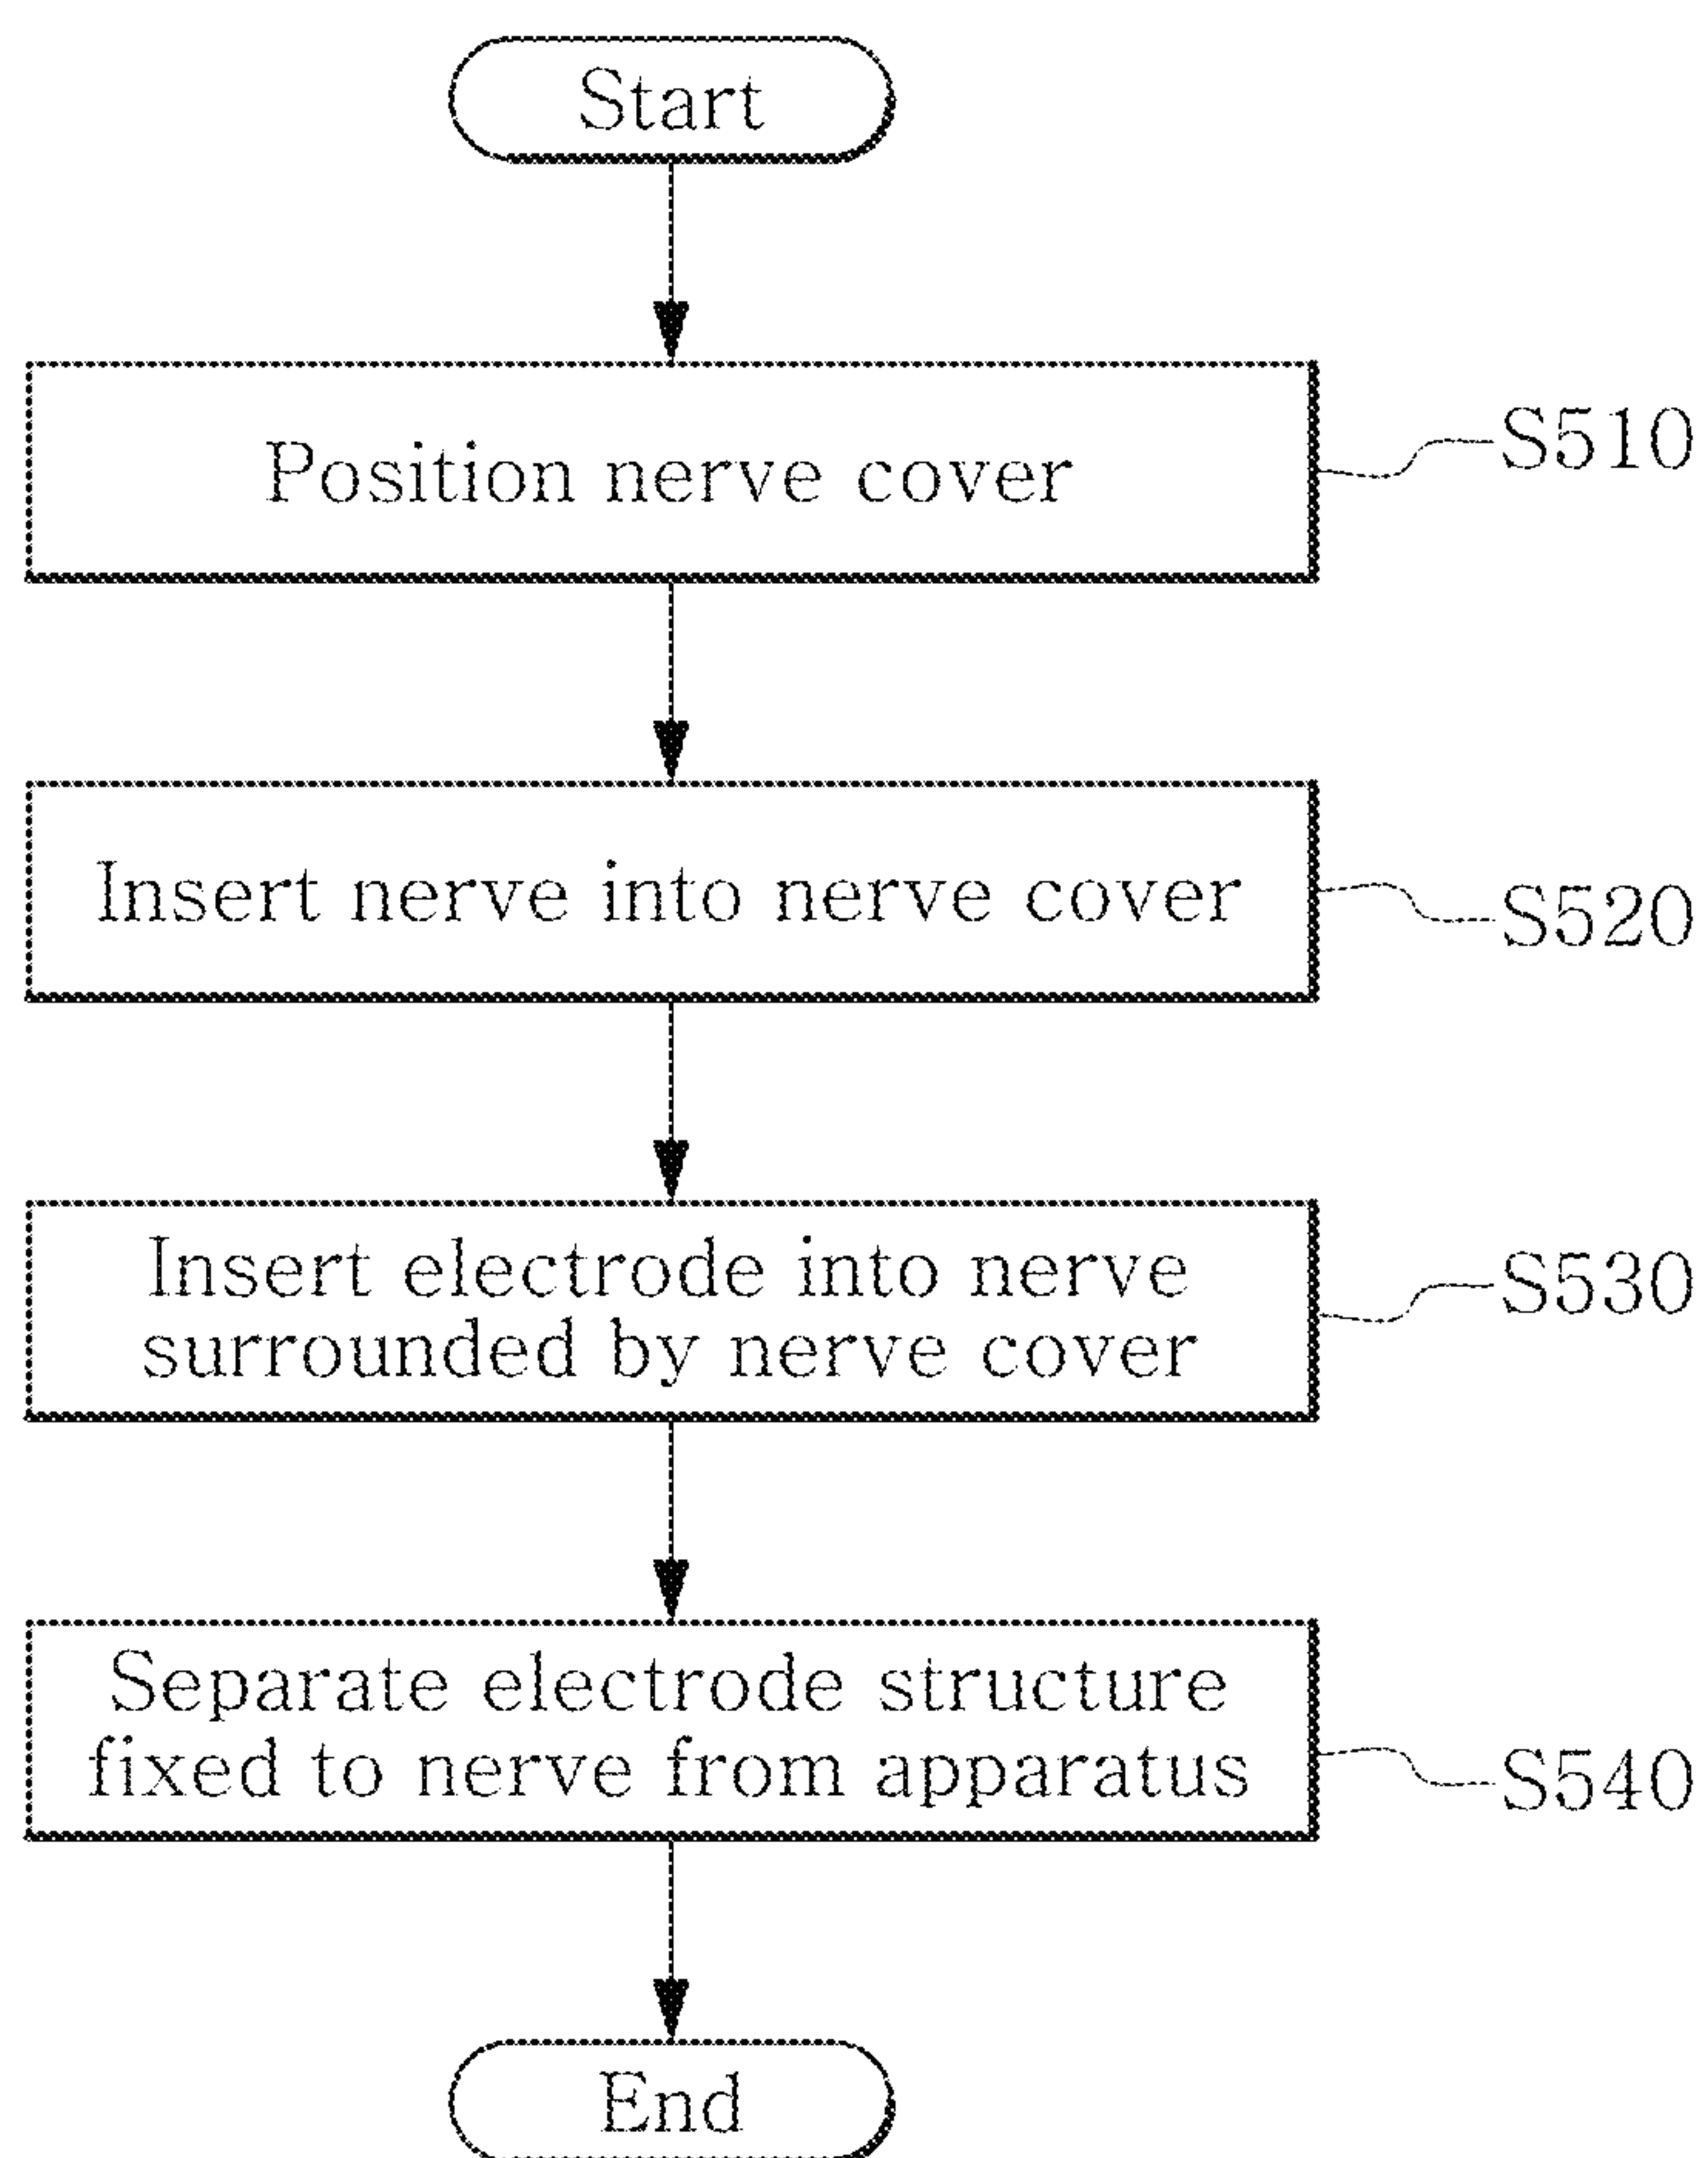 Start
Position nerve cover
S510
Insert nerve into nerve cover
S520
Insert electrode into nerve
surrounded by nerve cover
S530
Separate electrode structure
fixed to nerve from apparatus
S540
End